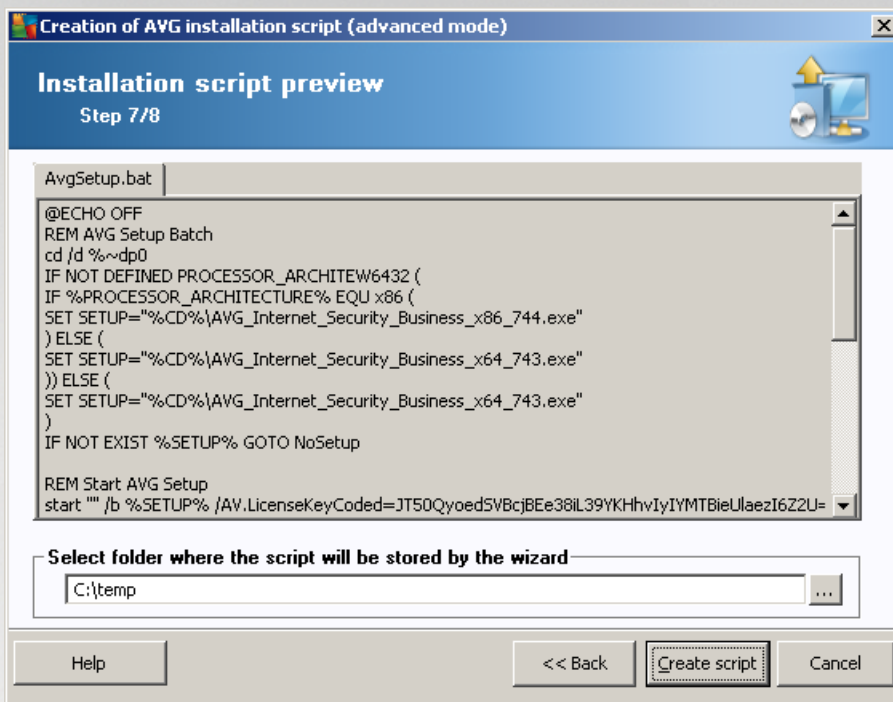 Creation of AVG installation script (advanced mode)
Installation script preview
Step 7/8
AvgSetup.bat
@ECHO OFF
REM AVG Setup Batch
cd /d %~dp0
IF NOT DEFINED PROCESSOR_ARCHITEW6432 (
IF %PROCESSOR_ARCHITECTURE% EQU x86 (
SET SETUP="%CD%\AVG_Internet_Security_Business_x86_744.exe"
) ELSE (
SET SETUP="%CD%\AVG_Internet_Security_Business_x64_743.exe"
)) ELSE (
SET SETUP="%CD%\AVG_Internet_Security_Business_x64_743.exe"
)
IF NOT EXIST %SETUP% GOTO NoSetup
REM Start AVG Setup
start "" /b %SETUP% /AV.LicenseKeyCoded=JT50QyoedSVBcjBEe38iL39YKHhvIyIYMTBieUlaezI6Z2U=
Select folder where the script will be stored by the wizard
C:\temp
...
Help
<< Back
Create script
Cancel